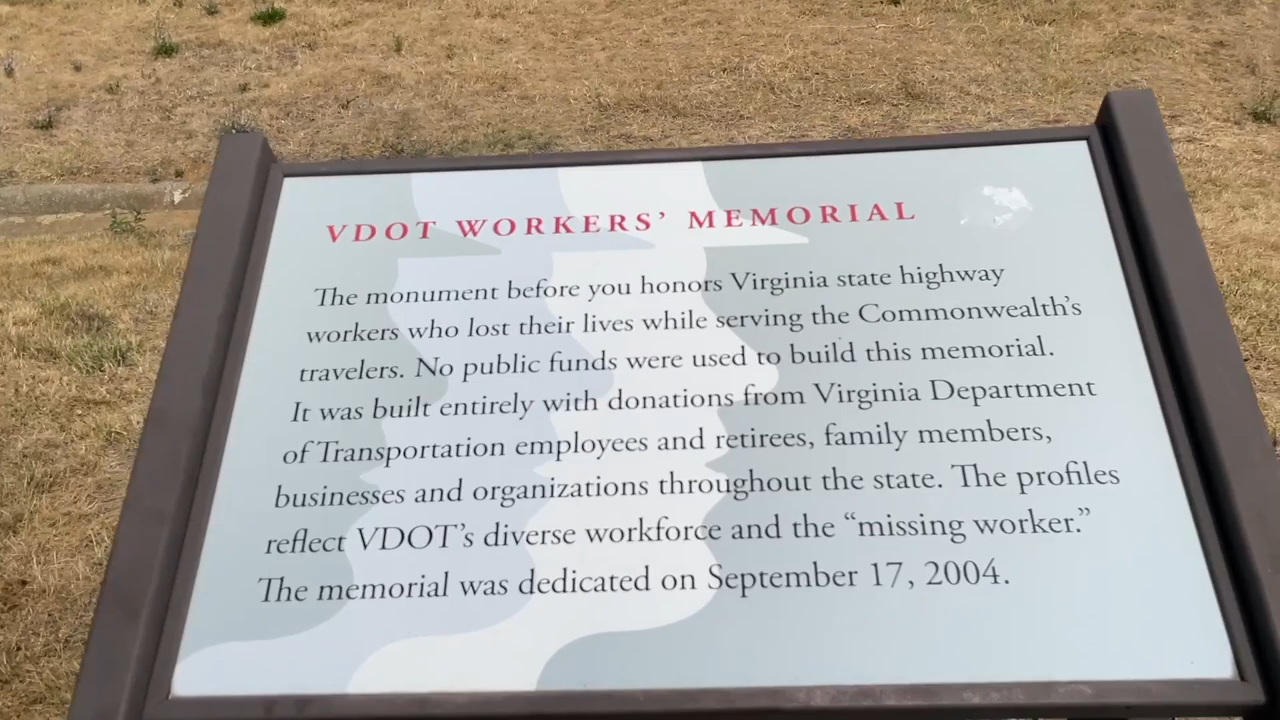 VDOT WORKERS’ MEMORIAL
The monument before you honors Virginia state highway
workers who lost their lives while serving the Commonwealth’s
travelers. No public funds were used to build this memorial.
It was built entirely with donations from Virginia Department
of Transportation employees and retirees, family members,
businesses and organizations throughout the state. The profiles
reflect VDOT’s diverse workforce and the “missing worker.”
The memorial was dedicated on September 17, 2004.